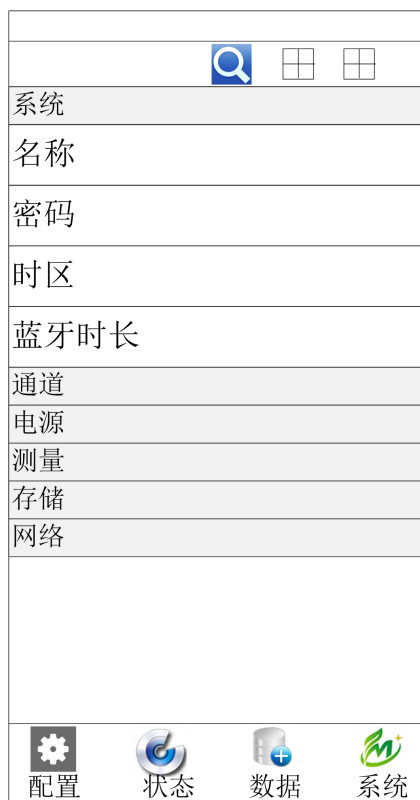 系统
名称
密码
时区
蓝牙时长
通道
电源
测量
存储
网络
配置 状态 数据 系统